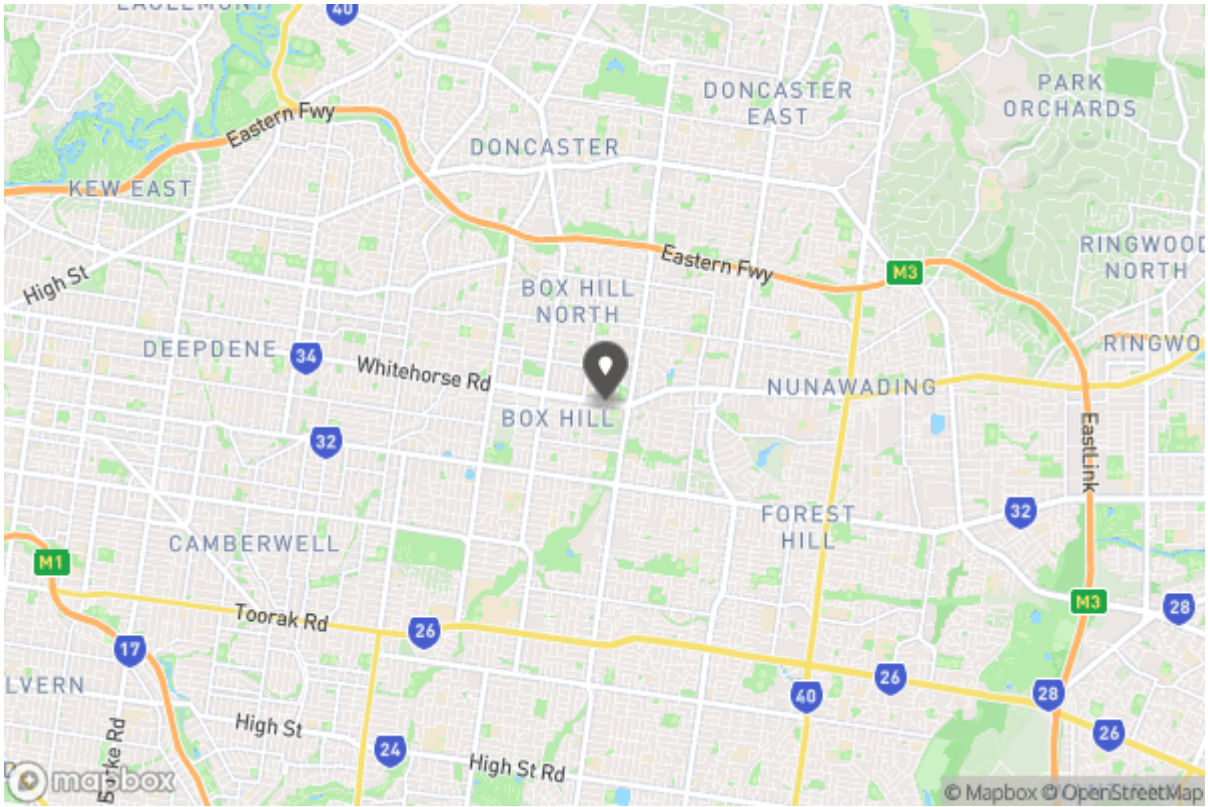 EAGLEMONT
40
DONCASTER
EAST
PARK
ORCHARDS
Eastern Fwy
DONCASTER
KEW EAST
RINGWOOD
NORTH
Eastern Fwy
M3
High St
BOX HILL
NORTH
DEEPDENE
34
Whitehorse Rd
RINGWO
NUNAWADING
BOX HILL
32
EastLink
FOREST
HILL
32
CAMBERWELL
M1
M3
28
Toorak Rd
26
17
26
28
40
LVERN
High St
24
26
Burke Rd
High St Rd
mapbox
© Mapbox © OpenStreetMap